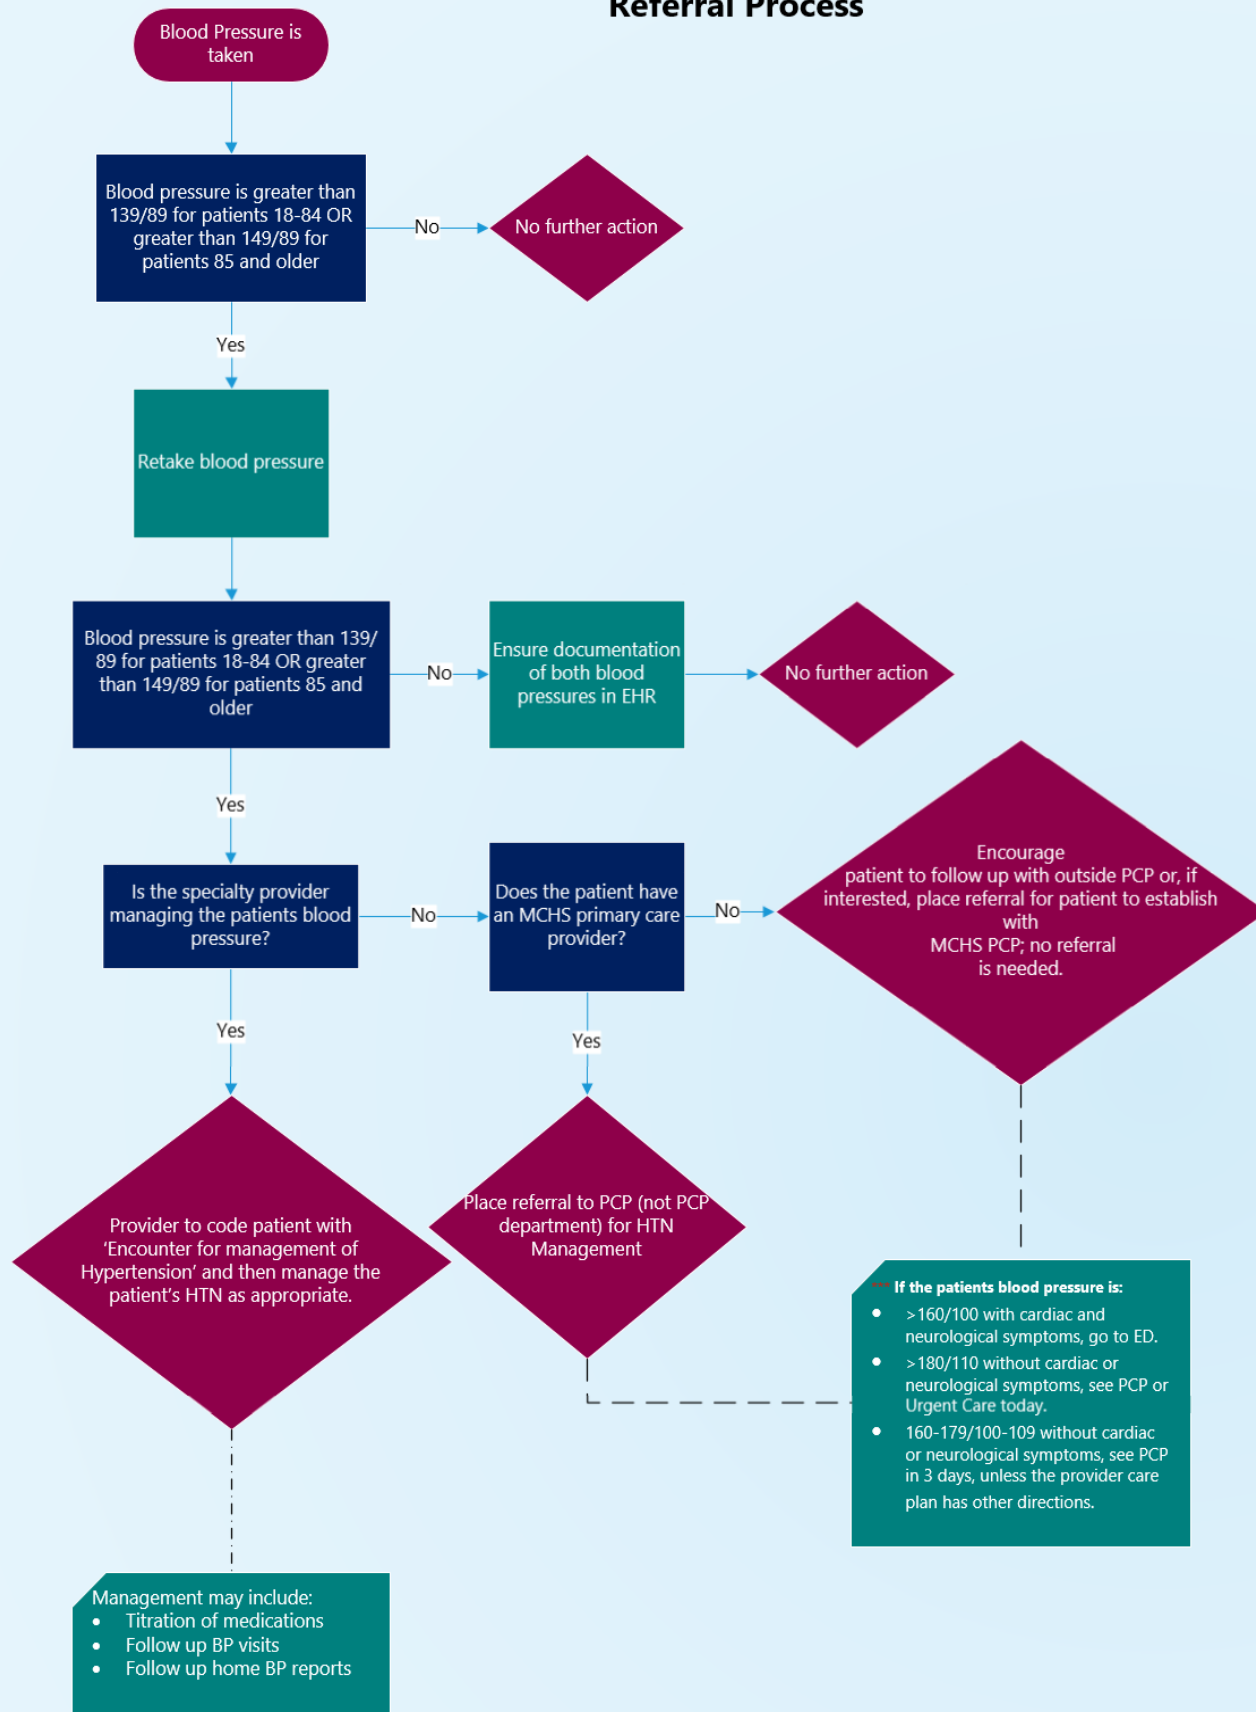 Referral Process
Blood Pressure is
taken
Blood pressure is greater than
139/89 for patients 18-84 OR
greater than 149/89 for
patients 85 and older
No
No further action
Yes
Retake blood pressure
Blood pressure is greater than 139/
89 for patients 18-84 OR greater
than 149/89 for patients 85 and
older
No
Ensure documentation
of both blood
pressures in EHR
No further action
Yes
Is the specialty provider
managing the patients blood
pressure?
No
Does the patient have
an MCHS primary care
provider?
No
Encourage
patient to follow up with outside PCP or, if
interested, place referral for patient to establish
with
MCHS PCP; no referral
is needed.
Yes
Yes
Provider to code patient with
‘Encounter for management of
Hypertension’ and then manage the
patient’s HTN as appropriate.
Place referral to PCP (not PCP
department) for HTN
Management
*** If the patients blood pressure is:
• >160/100 with cardiac and
neurological symptoms, go to ED.
• >180/110 without cardiac or
neurological symptoms, see PCP or
Urgent Care today.
• 160-179/100-109 without cardiac
or neurological symptoms, see PCP
in 3 days, unless the provider care
plan has other directions.
Management may include:
• Titration of medications
• Follow up BP visits
• Follow up home BP reports